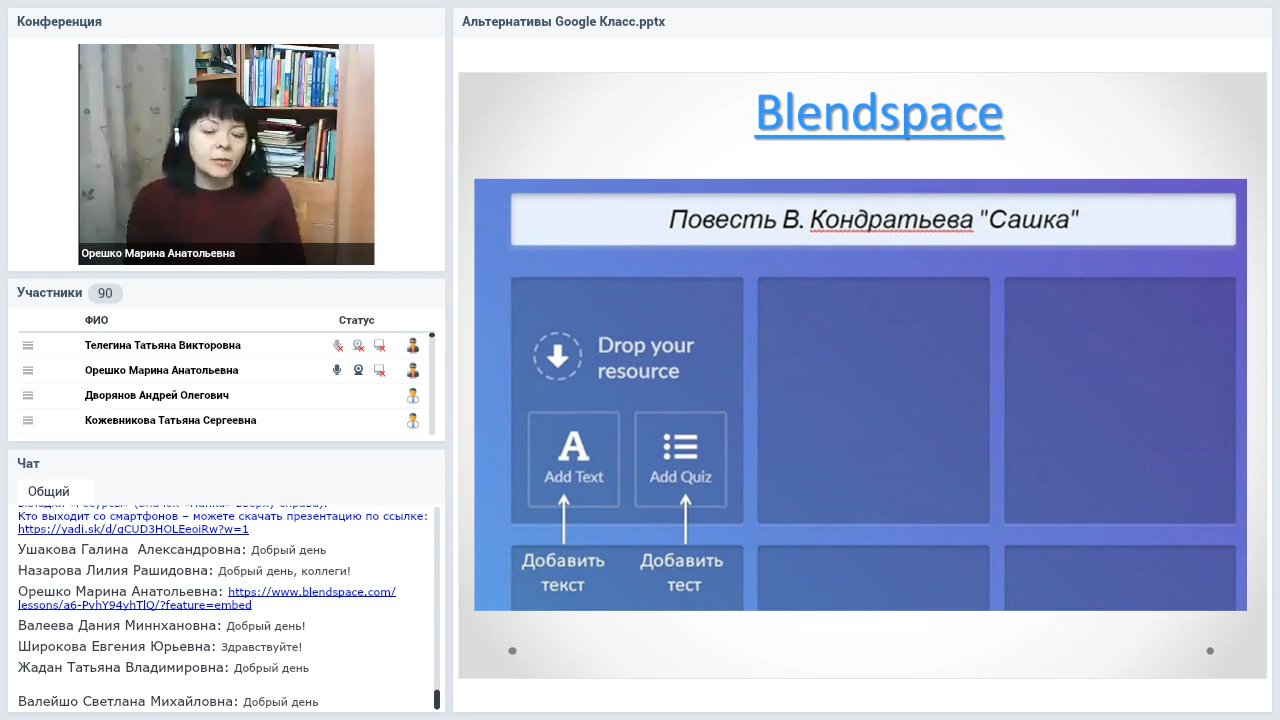 Конференция
Орешко Марина Анатольевна
Участники 90
ФИО Статус
Телегина Татьяна Викторовна
Орешко Марина Анатольевна
Дворянов Андрей Олегович
Кожевникова Татьяна Сергеевна
Чат
Общий
Кто выходит со смартфонов – можете скачать презентацию по ссылке:
https://yadi.sk/d/gCUD3HOLEeoiRw?w=1
Ушакова Галина Александровна: Добрый день
Назарова Лилия Рашидовна: Добрый день, коллеги!
Орешко Марина Анатольевна: https://www.blendspace.com/
lessons/a6-PvhY94yhTlQ/?feature=embed
Валеева Дания Миннхановна: Добрый день!
Широкова Евгения Юрьевна: Здравствуйте!
Жадан Татьяна Владимировна: Добрый день
Валейшо Светлана Михайловна: Добрый день
Альтернативы Google Класс.pptx
Blendspace
Повесть В. Кондратьева "Сашка"
Drop your
resource
Add Text Add Quiz
Добавить
текст
Добавить
тест